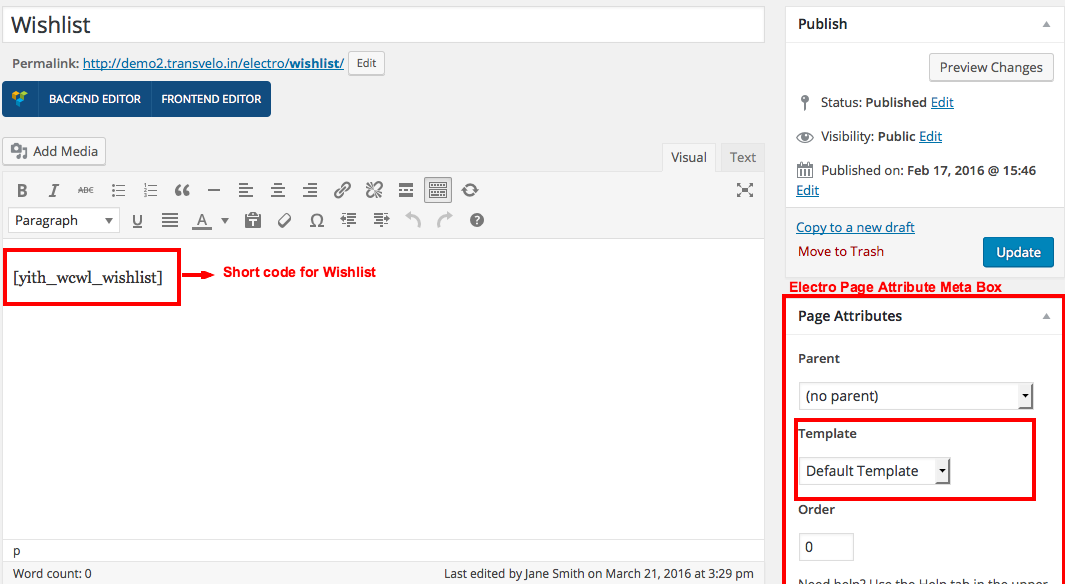 Wishlist
Permalink: http://demo2.transvelo.in/electro/wishlist/ Edit
BACKEND EDITOR FRONTEND EDITOR
Add Media
Visual Text
B I ABC
Paragraph U A Ω
[yith_wcwl_wishlist] Short code for Wishlist
p
Word count: 0 Last edited by Jane Smith on March 21, 2016 at 3:29 pm
Publish
Preview Changes
Status: Published Edit
Visibility: Public Edit
Published on: Feb 17, 2016 @ 15:46
Edit
Copy to a new draft
Move to Trash Update
Electro Page Attribute Meta Box
Page Attributes
Parent
(no parent)
Template
Default Template
Order
0
Need help? Use the Help tab in the upper